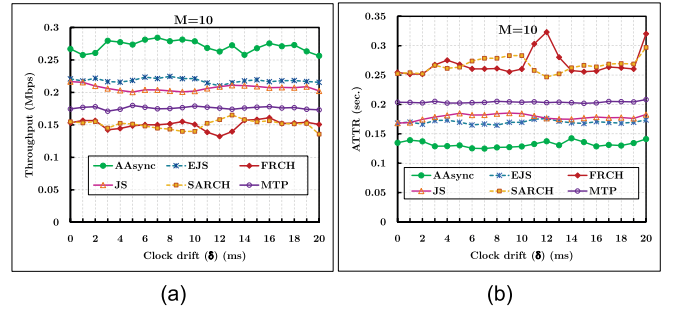 M=10
0.3
0.25
0.2
0.15
0.1
0.05
0
Throughput (Mbps)
AAsync EJS FRCH
JS SARCH MTP
0 2 4 6 8 10 12 14 16 18 20
Clock drift (δ) (ms)
(a)
M=10
0.35
0.3
0.25
0.2
0.15
0.1
0.05
0
ATTR (sec.)
AAsync EJS FRCH
JS SARCH MTP
0 2 4 6 8 10 12 14 16 18 20
Clock drift (δ) (ms)
(b)